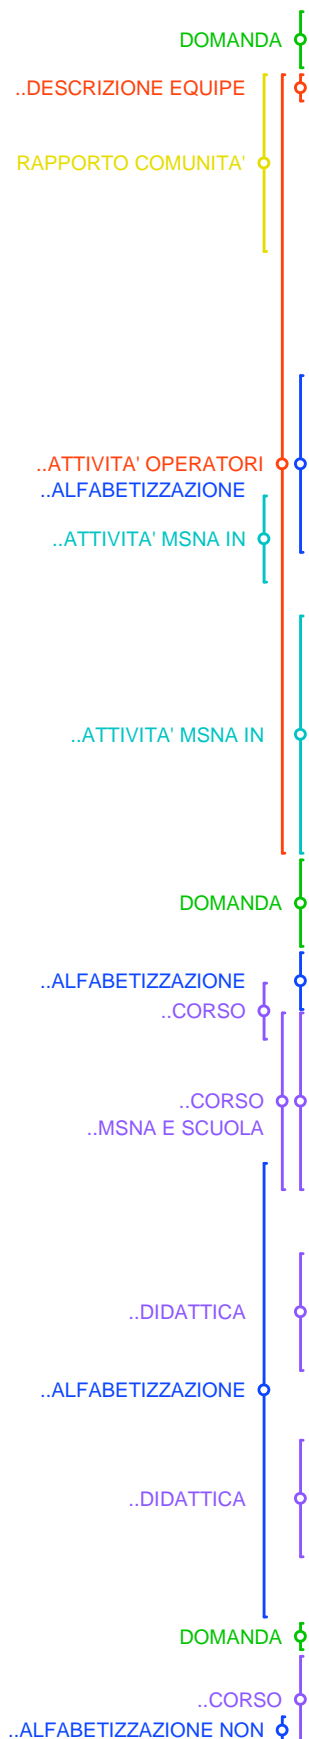 DOMANDA
..DESCRIZIONE EQUIPE
RAPPORTO COMUNITA'
..ATTIVITA' OPERATORI
..ALFABETIZZAZIONE
..ATTIVITA' MSNA IN
..ATTIVITA' MSNA IN
DOMANDA
..ALFABETIZZAZIONE
..CORSO
..CORSO
..MSNA E SCUOLA
..DIDATTICA
..ALFABETIZZAZIONE
..DIDATTICA
DOMANDA
..CORSO
..ALFABETIZZAZIONE NON